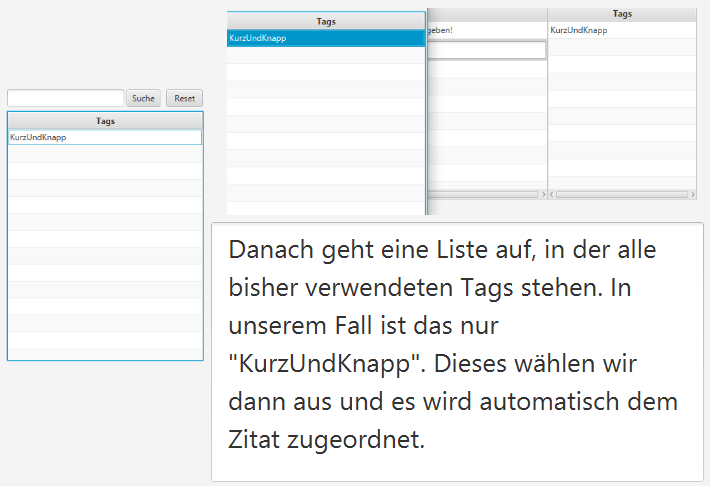 Suche Reset
Tags
KurzUndKnapp
Tags
KurzUndKnapp
geben!
Tags
KurzUndKnapp
Danach geht eine Liste auf, in der alle
bisher verwendeten Tags stehen. In
unserem Fall ist das nur
"KurzUndKnapp". Dieses wählen wir
dann aus und es wird automatisch dem
Zitat zugeordnet.